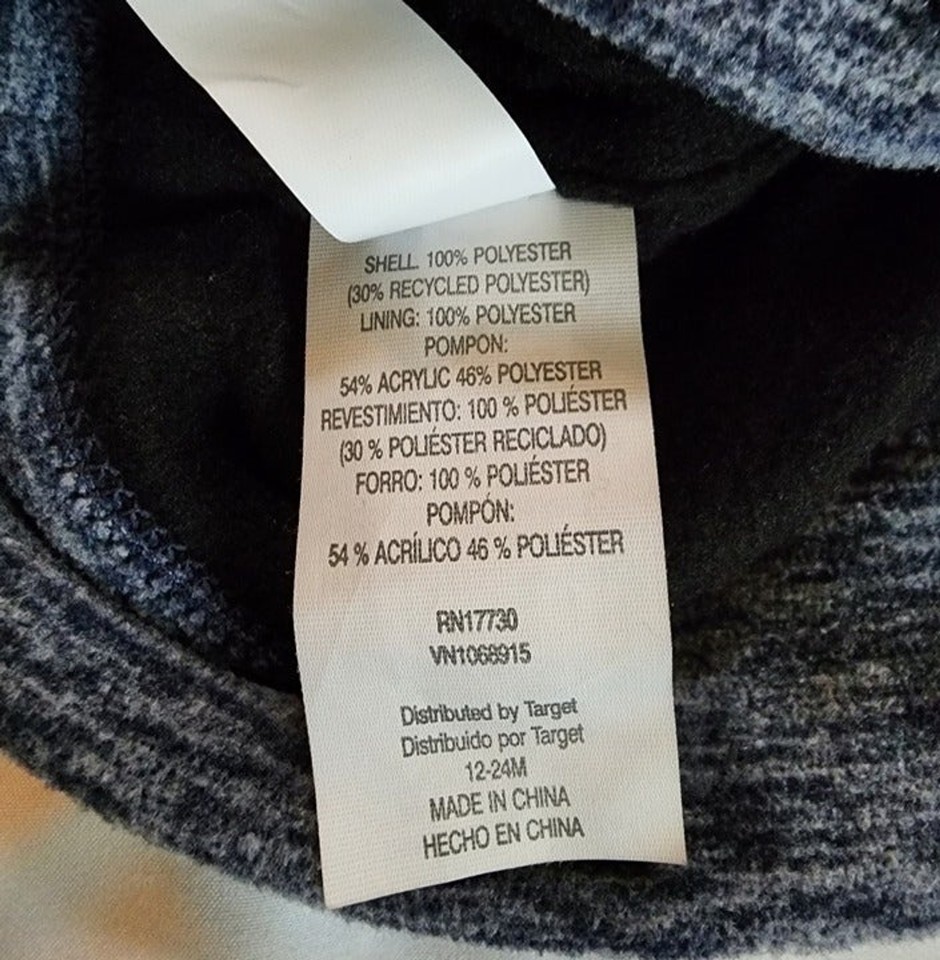 SHELL. 100% POLYESTER
(30% RECYCLED POLYESTER)
LINING: 100% POLYESTER
POMPON:
54% ACRYLIC 46% POLYESTER
REVESTIMIENTO: 100 % POLIÉSTER
(30 % POLIÉSTER RECICLADO)
FORRO: 100 % POLIÉSTER
POMPÓN:
54 % ACRÍLICO 46 % POLIÉSTER
RN17730
VN1068915
Distributed by Target
Distribuido por Target
12-24M
MADE IN CHINA
HECHO EN CHINA